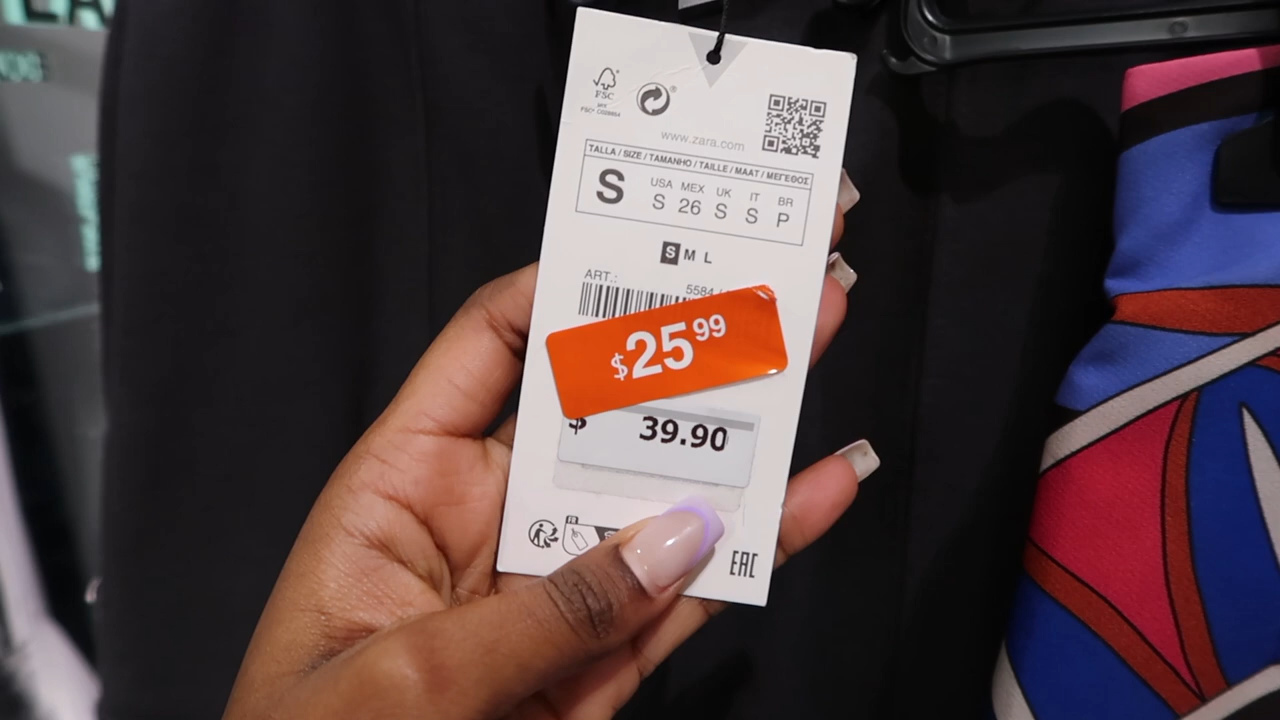 FSC
www.zara.com
TALLA / SIZE / TAMANHO / TAILLE / MAAT / ΜΕΓΕΘΟΣ
S
USA MEX UK IT BR
S 26 S S P
S M L
ART.:
5584
$25 99
$ 39.90
FR
EAC